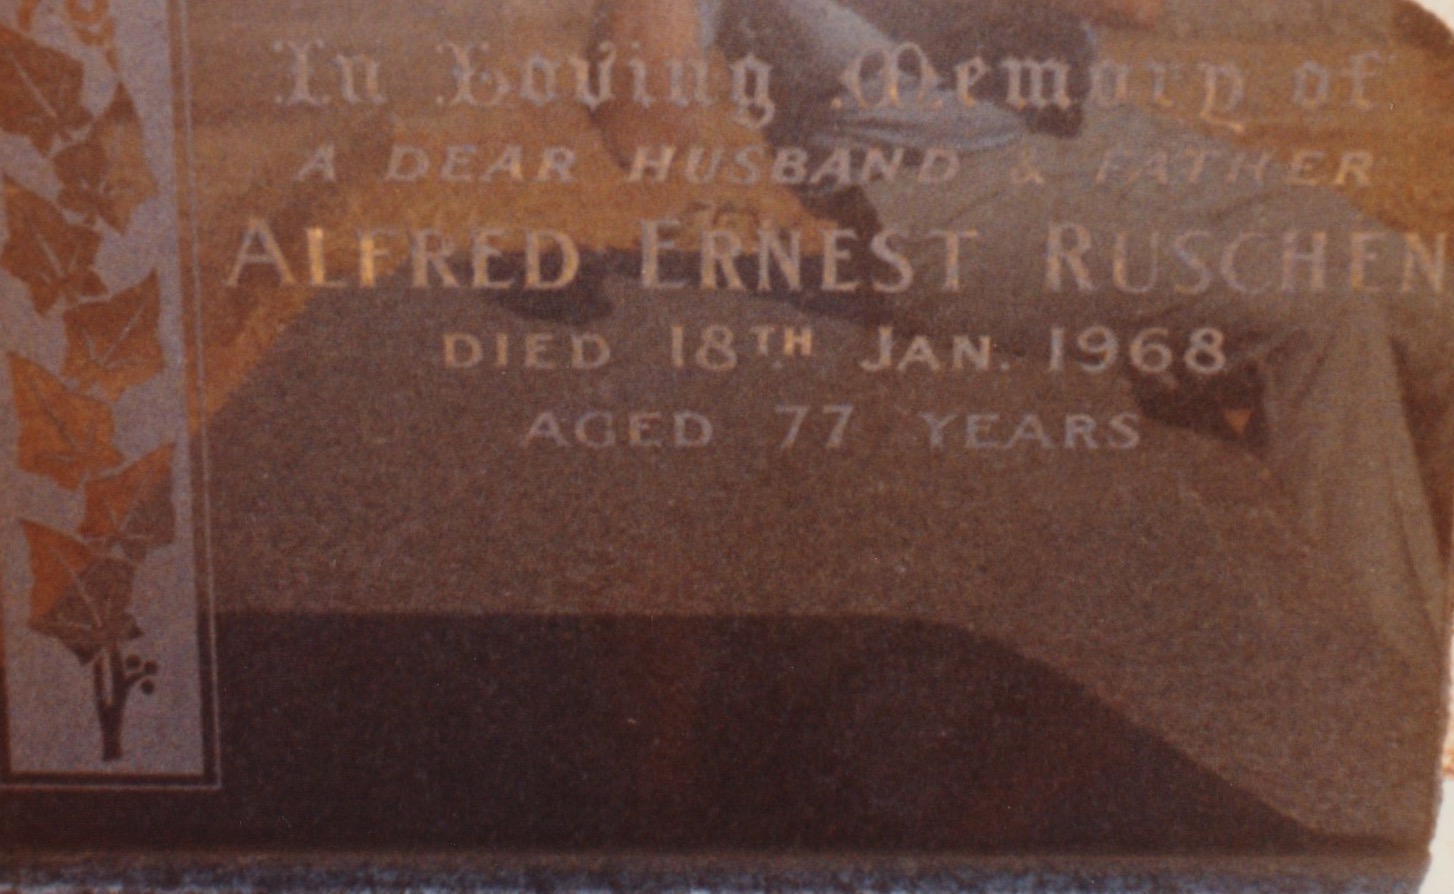 In Loving Memory of
A DEAR HUSBAND & FATHER
ALFRED ERNEST RUSCHEN
DIED 18TH JAN. 1968
AGED 77 YEARS